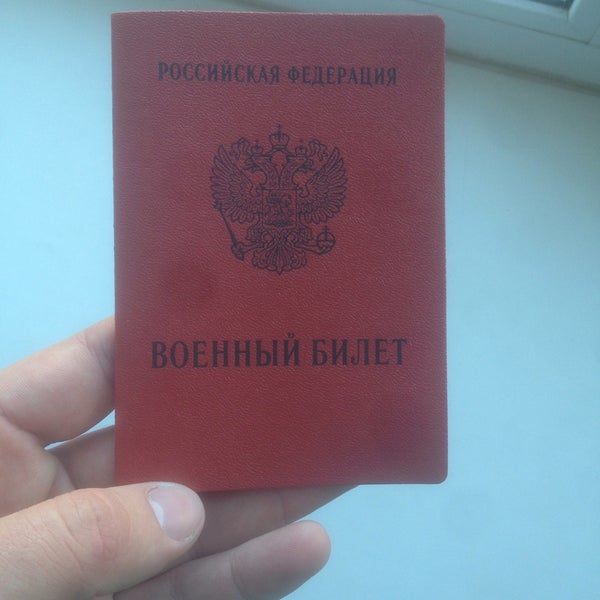 РОССИЙСКАЯ ФЕДЕРАЦИЯ
ВОЕННЫЙ БИЛЕТ